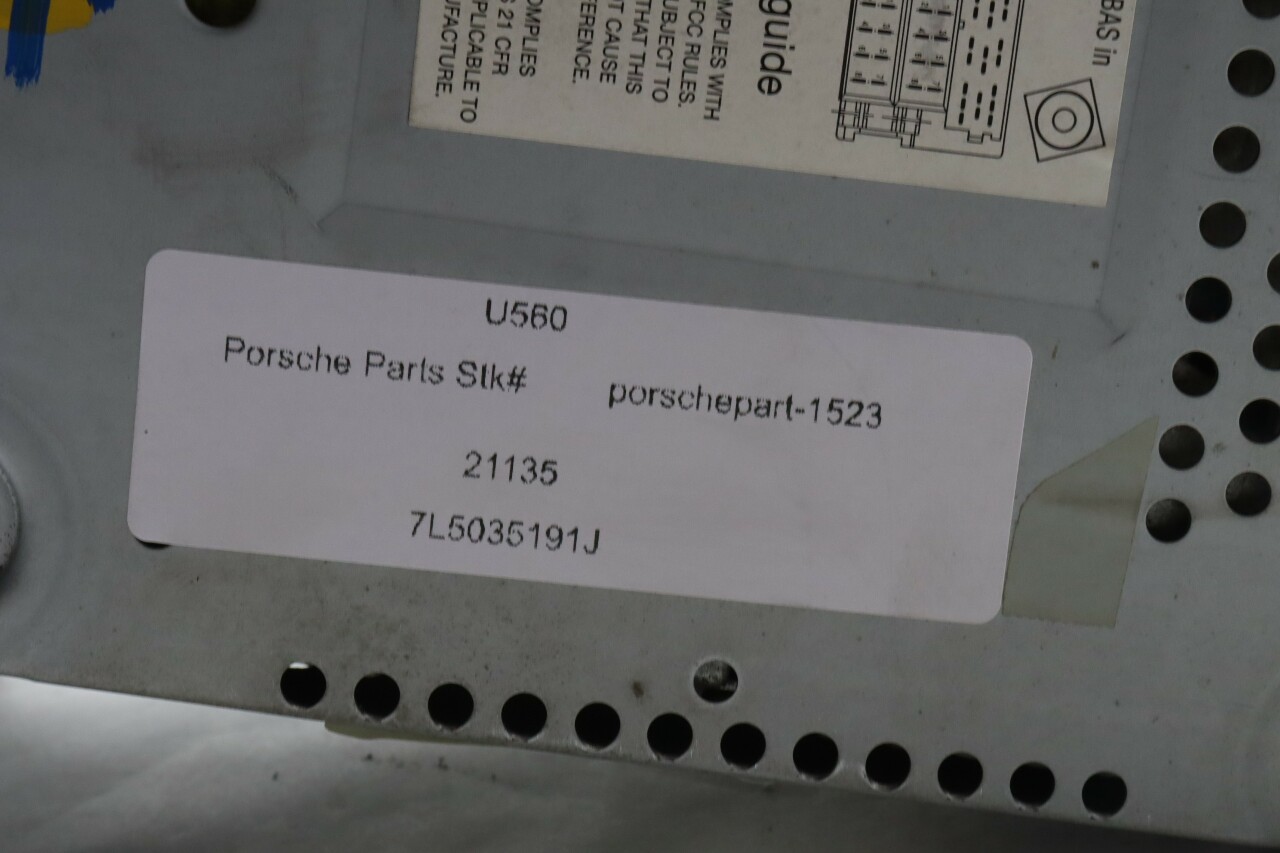 BAS in
guide
OMPLIES WITH
FCC RULES.
UBJECT TO
THAT THIS
T CAUSE
FERENCE.
OMPLIES
21 CFR
PLICABLE TO
UFACTURE.
U560
Porsche Parts Stk# porschepart-1523
21135
7L5035191J